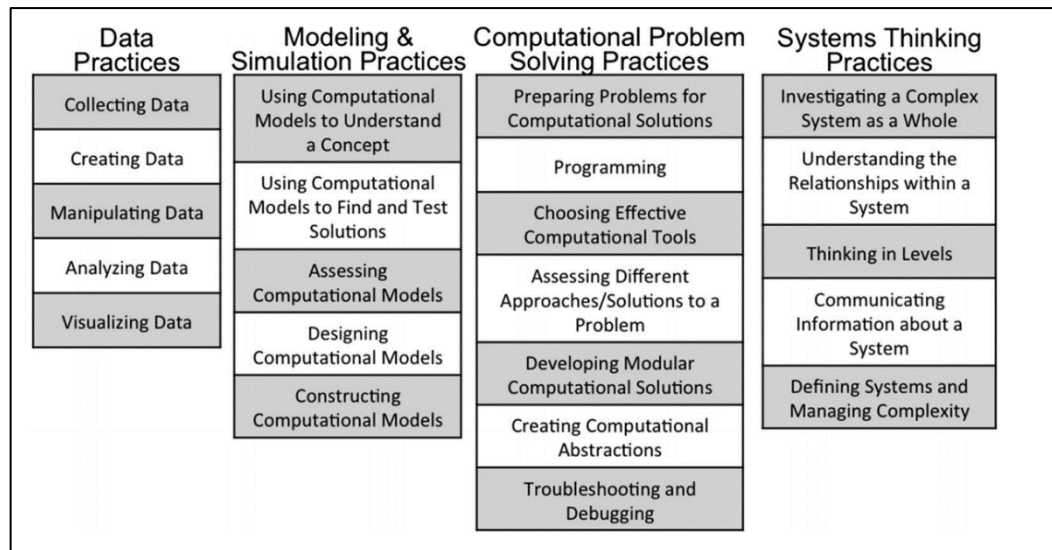 Data
Practices
Collecting Data
Creating Data
Manipulating Data
Analyzing Data
Visualizing Data
Modeling &
Simulation Practices
Using Computational
Models to Understand
a Concept
Using Computational
Models to Find and Test
Solutions
Assessing
Computational Models
Designing
Computational Models
Constructing
Computational Models
Computational Problem
Solving Practices
Preparing Problems for
Computational Solutions
Programming
Choosing Effective
Computational Tools
Assessing Different
Approaches/Solutions to a
Problem
Developing Modular
Computational Solutions
Creating Computational
Abstractions
Troubleshooting and
Debugging
Systems Thinking
Practices
Investigating a Complex
System as a Whole
Understanding the
Relationships within a
System
Thinking in Levels
Communicating
Information about a
System
Defining Systems and
Managing Complexity